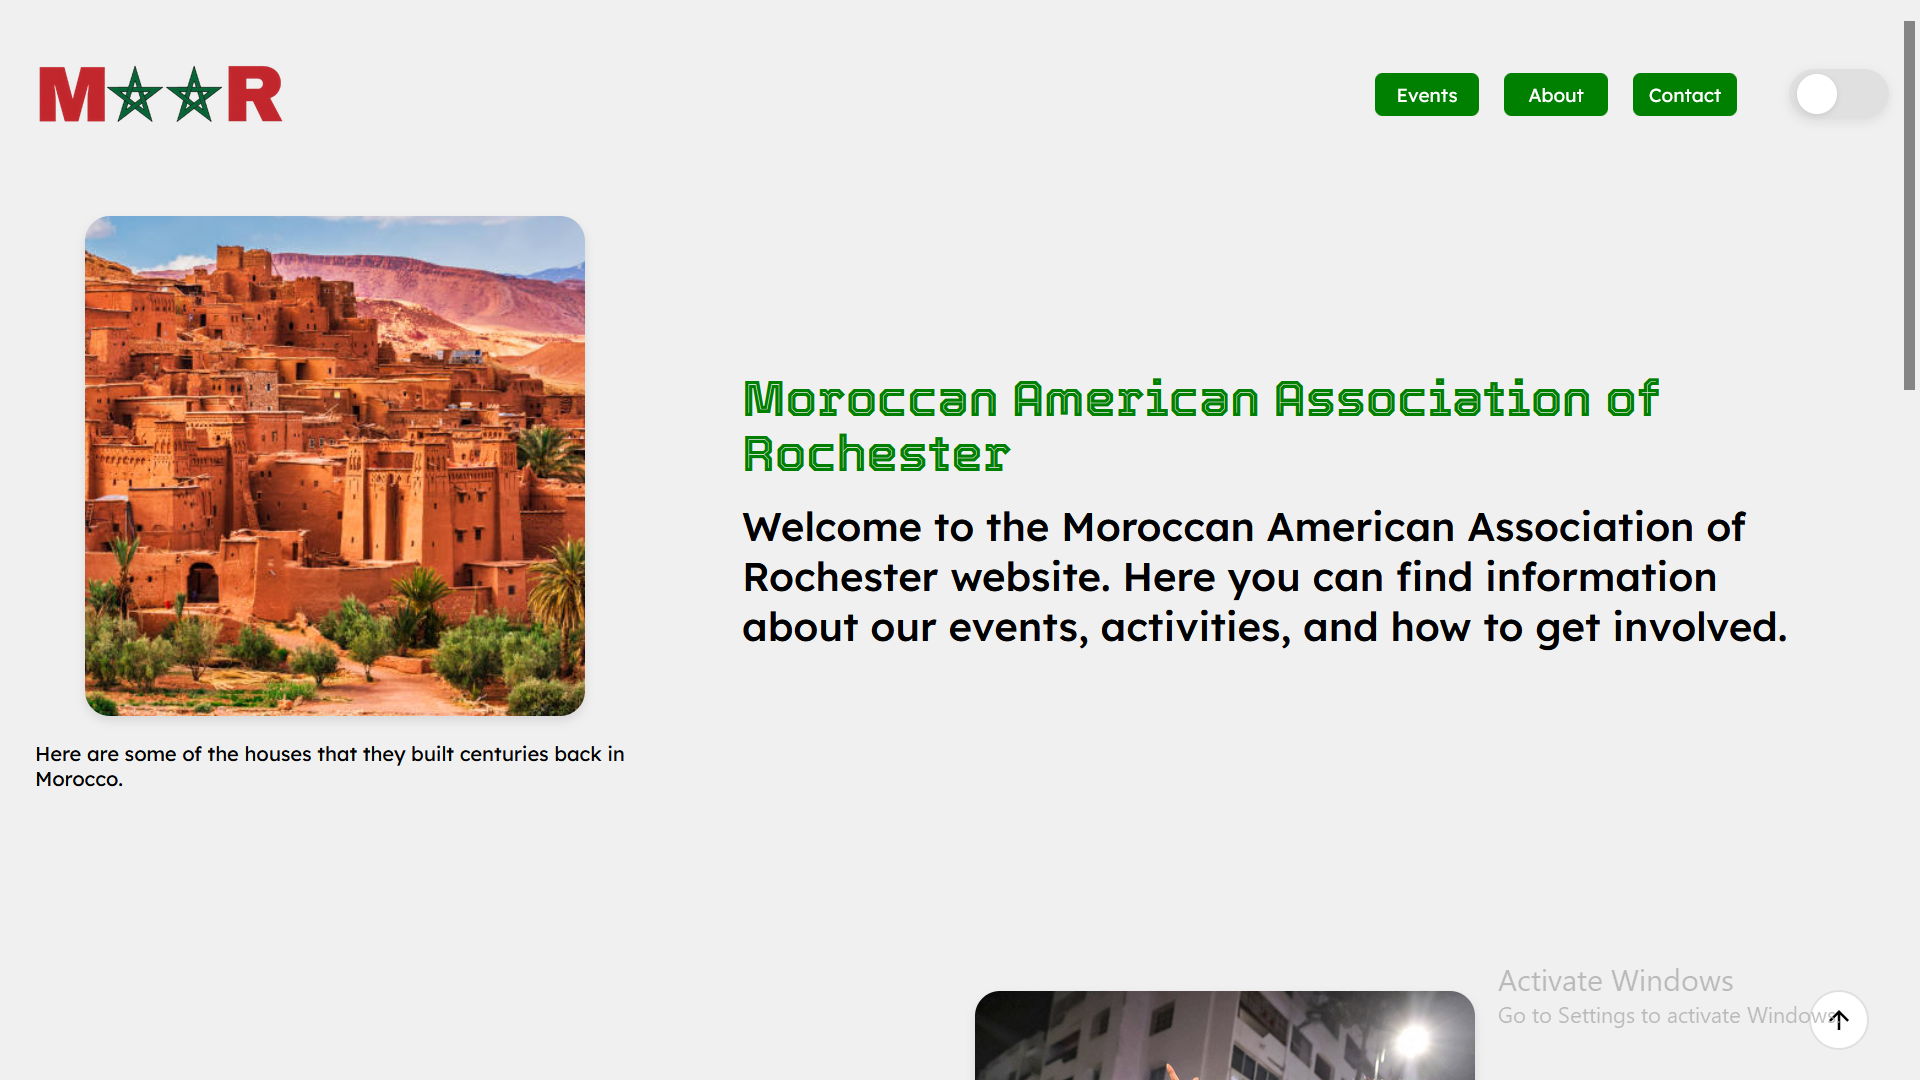 M★★R
Events
About
Contact
Moroccan American Association of
Rochester
Welcome to the Moroccan American Association of
Rochester website. Here you can find information
about our events, activities, and how to get involved.
Here are some of the houses that they built centuries back in
Morocco.
Activate Windows
Go to Settings to activate Windows.